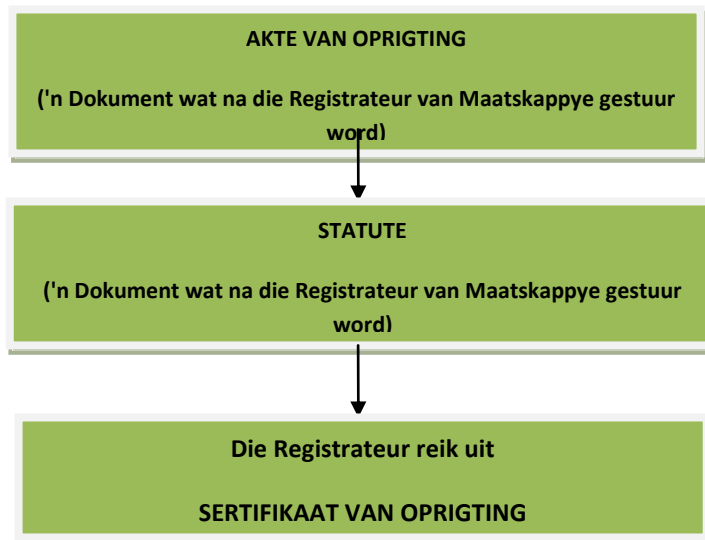 AKTE VAN OPRIGTING
('n Dokument wat na die Registrateur van Maatskappye gestuur
word)
STATUTE
('n Dokument wat na die Registrateur van Maatskappye gestuur
word)
Die Registrateur reik uit
SERTIFIKAAT VAN OPRIGTING